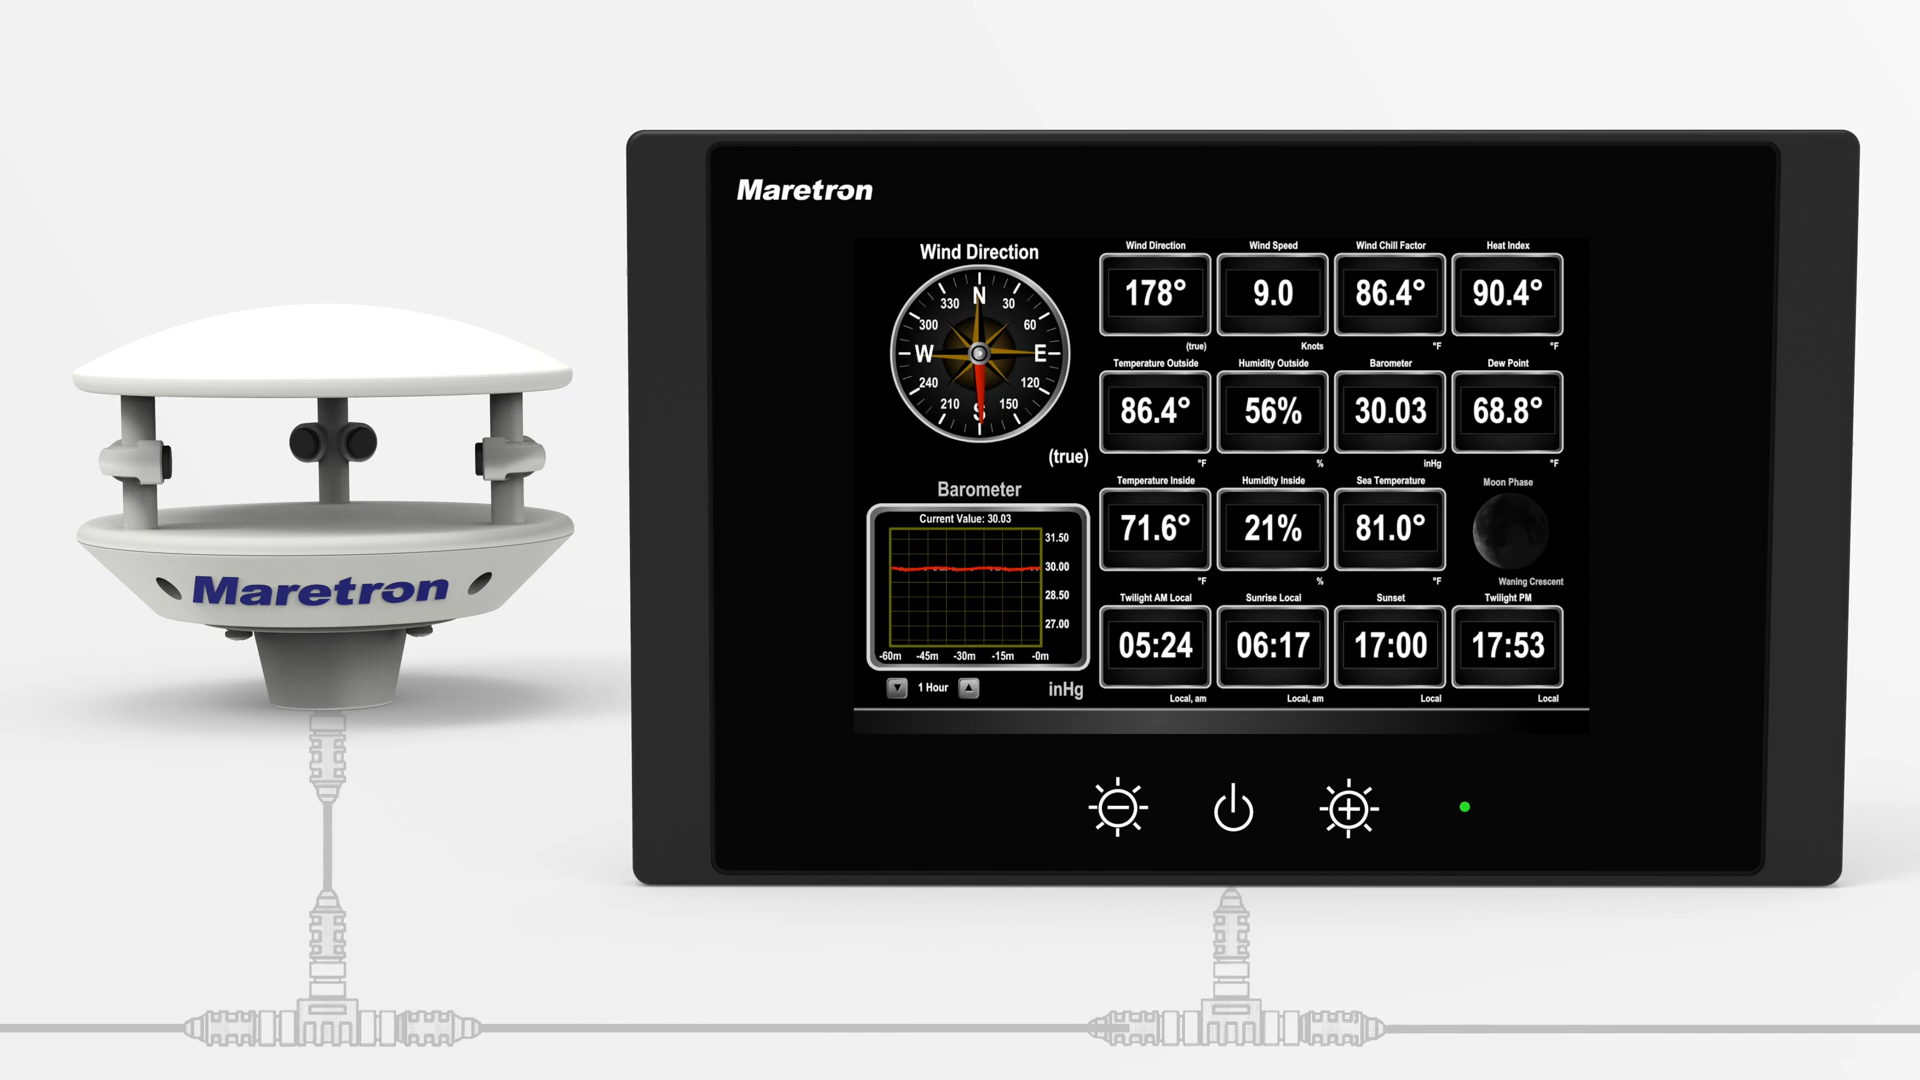 Maretron
Maretron
Wind Direction
N
30
60
E
120
150
S
210
240
W
300
330
(true)
Barometer
Current Value: 30.03
31.50
30.00
28.50
27.00
-60m -45m -30m -15m -0m
1 Hour
inHg
Wind Direction Wind Speed Wind Chill Factor Heat Index
178° 9.0 86.4° 90.4°
(true) Knots °F °F
Temperature Outside Humidity Outside Barometer Dew Point
86.4° 56% 30.03 68.8°
°F % inHg °F
Temperature Inside Humidity Inside Sea Temperature Moon Phase
71.6° 21% 81.0°
°F % °F Waning Crescent
Twilight AM Local Sunrise Local Sunset Twilight PM
05:24 06:17 17:00 17:53
Local, am Local, am Local Local